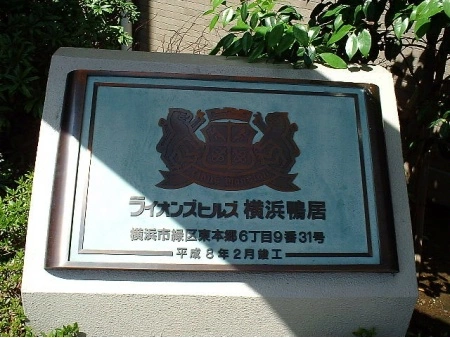 ライオンズヒルズ 横浜鴨居
横浜市緑区東本郷6丁目9番31号
平成8年2月竣工